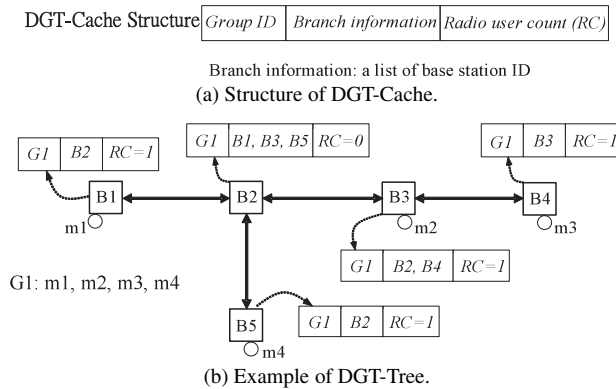 DGT-Cache Structure Group ID Branch information Radio user count (RC)
Branch information: a list of base station ID
(a) Structure of DGT-Cache.
G1 B2 RC=1
G1 B1, B3, B5 RC=0
G1 B3 RC=1
B1 B2 B3 B4
m1 m2 m3
G1 B2, B4 RC=1
G1: m1, m2, m3, m4
B5 G1 B2 RC=1
m4
(b) Example of DGT-Tree.